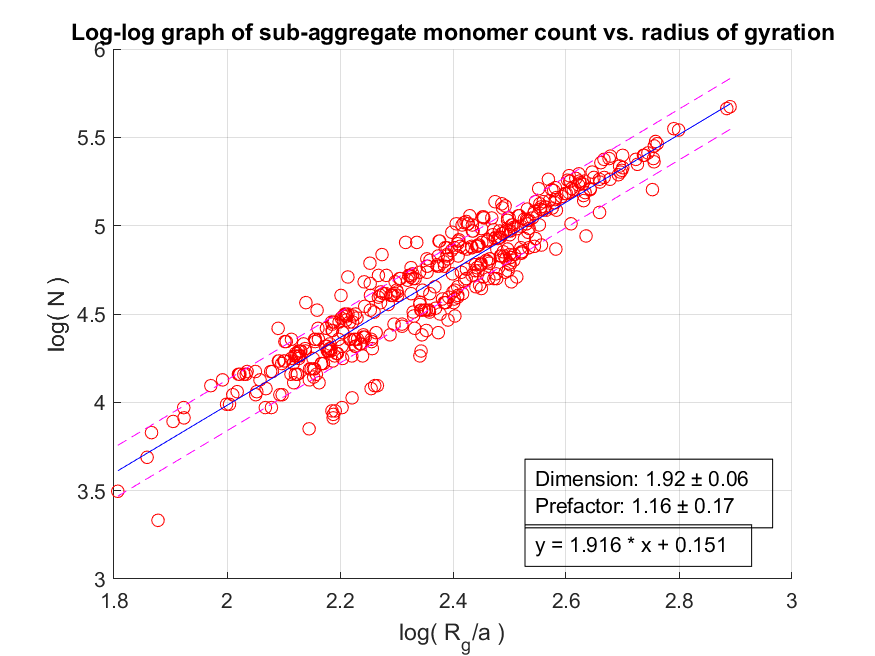 Log-log graph of sub-aggregate monomer count vs. radius of gyration
6
5.5
5
4.5
4
3.5
3
log( N )
Dimension: 1.92 ± 0.06
Prefactor: 1.16 ± 0.17
y = 1.916 * x + 0.151
1.8 2 2.2 2.4 2.6 2.8 3
log( Rg/a )